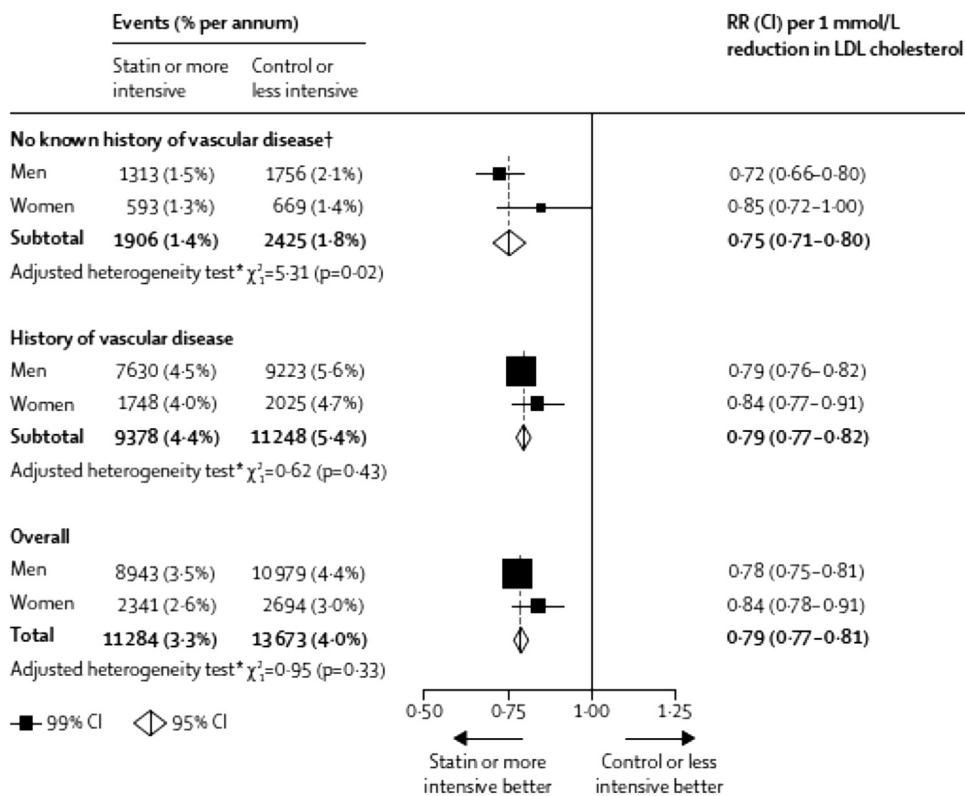 Events (% per annum)
RR (CI) per 1 mmol/L
reduction in LDL cholesterol
Statin or more
intensive
Control or
less intensive
No known history of vascular disease†
Men 1313 (1·5%) 1756 (2·1%) 0·72 (0·66–0·80)
Women 593 (1·3%) 669 (1·4%) 0·85 (0·72–1·00)
Subtotal 1906 (1·4%) 2425 (1·8%) 0·75 (0·71–0·80)
Adjusted heterogeneity test* χ²₁=5·31 (p=0·02)
History of vascular disease
Men 7630 (4·5%) 9223 (5·6%) 0·79 (0·76–0·82)
Women 1748 (4·0%) 2025 (4·7%) 0·84 (0·77–0·91)
Subtotal 9378 (4·4%) 11248 (5·4%) 0·79 (0·77–0·82)
Adjusted heterogeneity test* χ²₁=0·62 (p=0·43)
Overall
Men 8943 (3·5%) 10979 (4·4%) 0·78 (0·75–0·81)
Women 2341 (2·6%) 2694 (3·0%) 0·84 (0·78–0·91)
Total 11284 (3·3%) 13673 (4·0%) 0·79 (0·77–0·81)
Adjusted heterogeneity test* χ²₁=0·95 (p=0·33)
99% CI 95% CI
0·50 0·75 1·00 1·25
Statin or more
intensive better
Control or less
intensive better